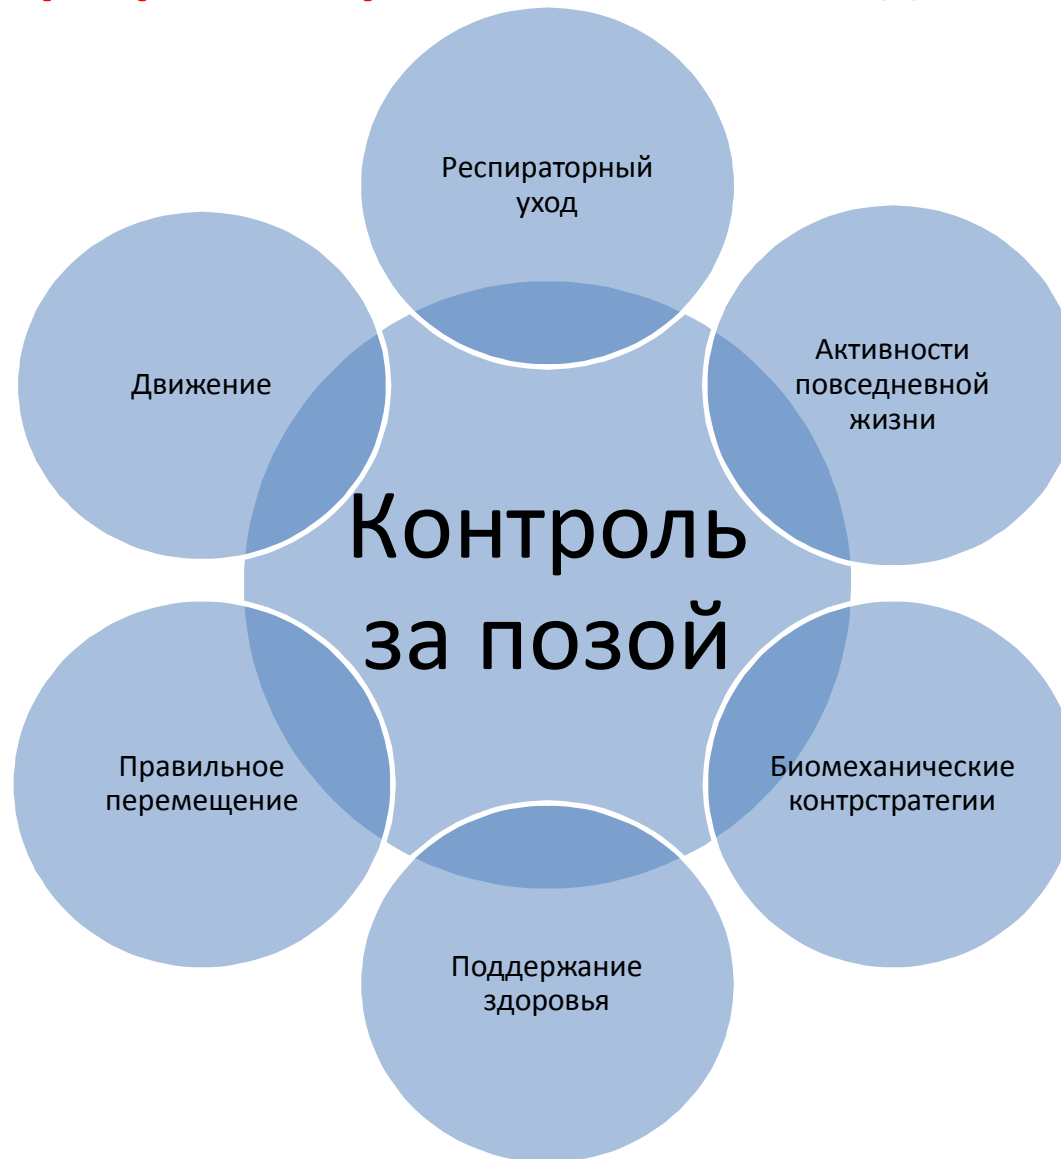 Респираторный
уход
Активности
повседневной
жизни
Движение
Контроль
за позой
Правильное
перемещение
Биомеханические
контрстратегии
Поддержание
здоровья